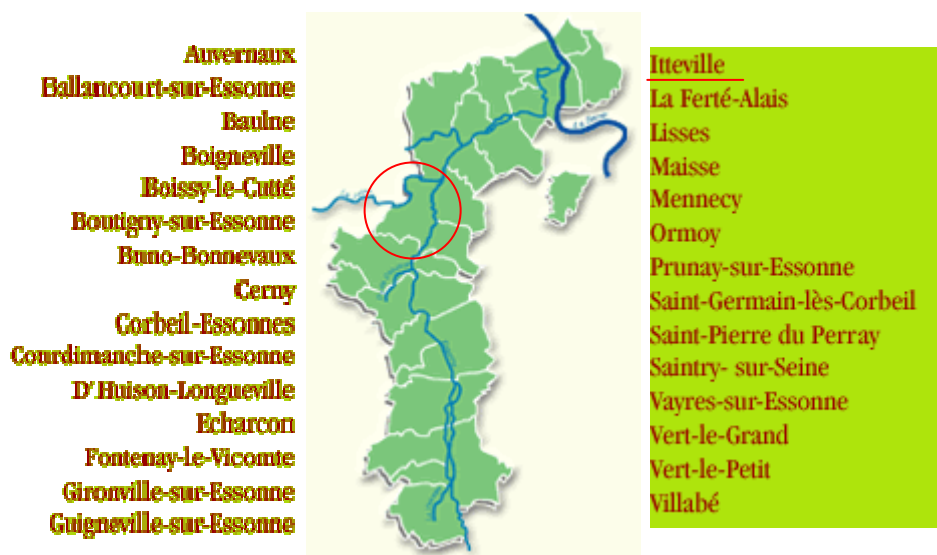 Auvernaux
Ballancourt-sur-Essonne
Baulne
Boigneville
Boissy-le-Cutté
Boutigny-sur-Essonne
Buno-Bonnevaux
Cerny
Corbeil-Essonnes
Courdimanche-sur-Essonne
D'Huison-Longueville
Echarcon
Fontenay-le-Vicomte
Gironville-sur-Essonne
Guigneville-sur-Essonne
Itteville
La Ferté-Alais
Lisses
Maisse
Mennecy
Ormoy
Prunay-sur-Essonne
Saint-Germain-lès-Corbeil
Saint-Pierre du Perray
Saintry- sur-Seine
Vayres-sur-Essonne
Vert-le-Grand
Vert-le-Petit
Villabé